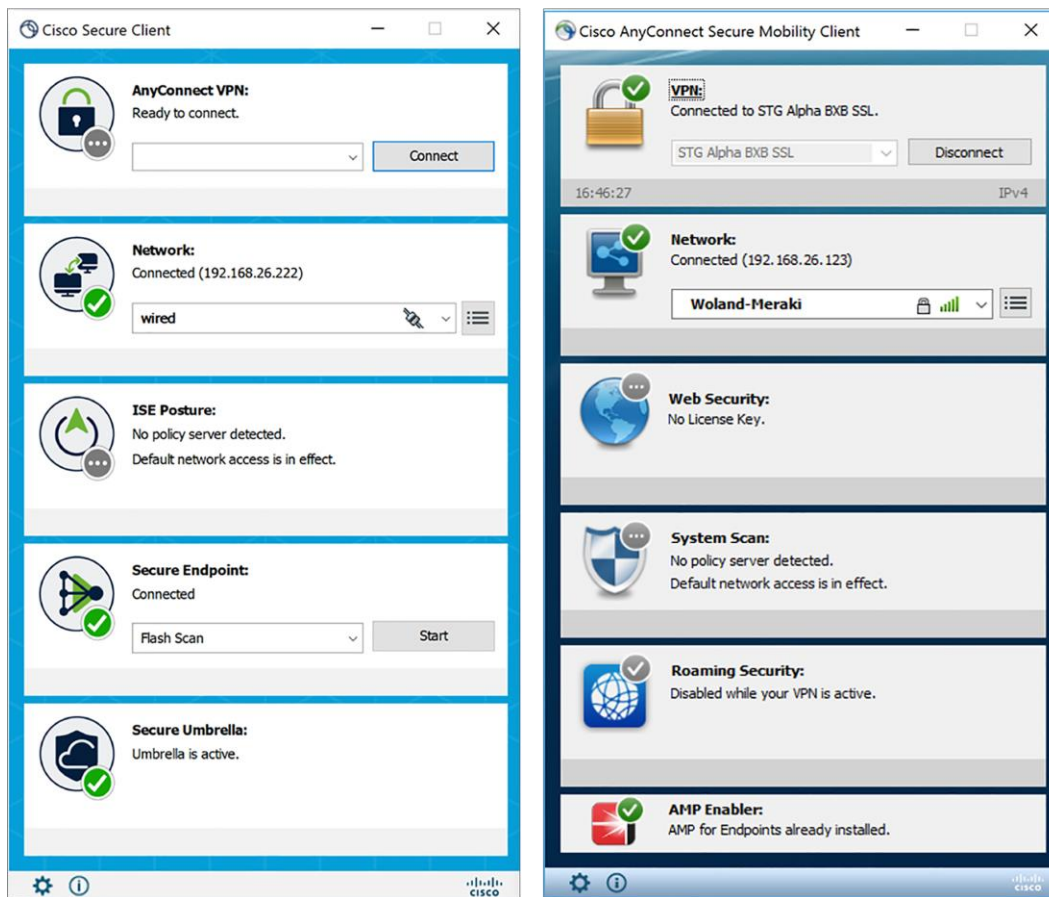 Cisco Secure Client
AnyConnect VPN:
Ready to connect.
Connect
Network:
Connected (192.168.26.222)
wired
ISE Posture:
No policy server detected.
Default network access is in effect.
Secure Endpoint:
Connected
Flash Scan
Start
Secure Umbrella:
Umbrella is active.
CISCO
Cisco AnyConnect Secure Mobility Client
VPN:
Connected to STG Alpha BXB SSL.
STG Alpha BXB SSL
Disconnect
16:46:27
IPv4
Network:
Connected (192.168.26.123)
Woland-Meraki
Web Security:
No License Key.
System Scan:
No policy server detected.
Default network access is in effect.
Roaming Security:
Disabled while your VPN is active.
AMP Enabler:
AMP for Endpoints already installed.
CISCO